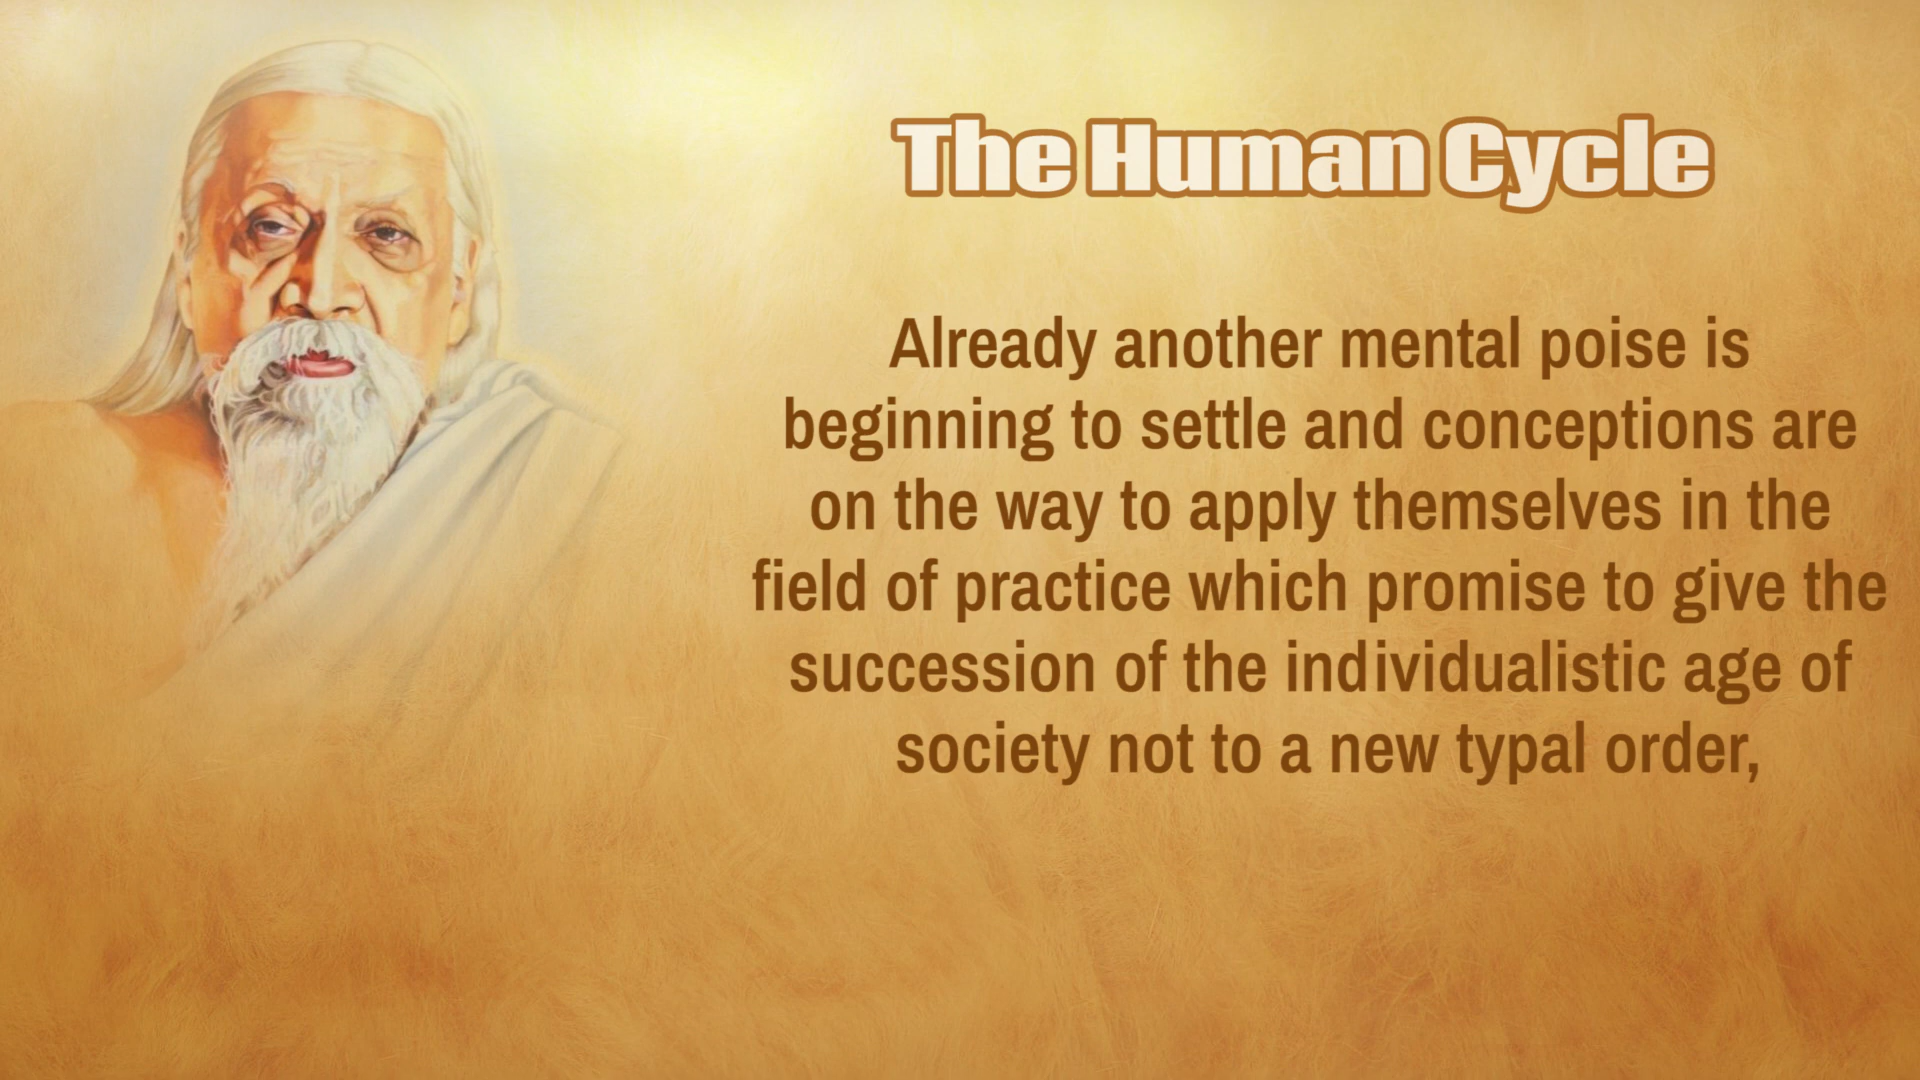 The Human Cycle
Already another mental poise is
beginning to settle and conceptions are
on the way to apply themselves in the
field of practice which promise to give the
succession of the individualistic age of
society not to a new typal order,